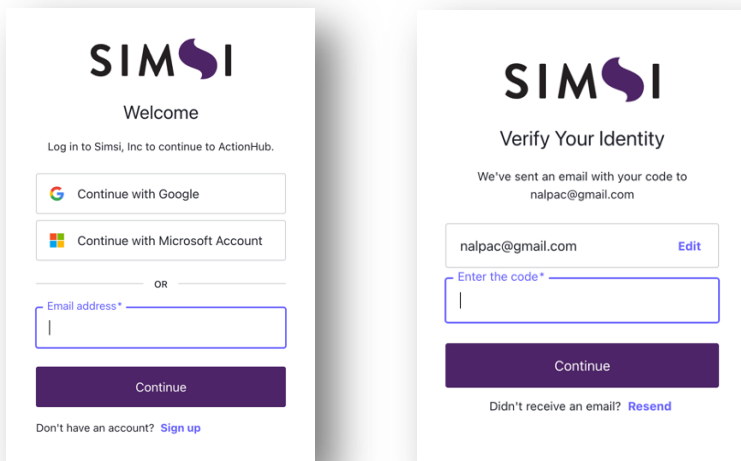 SIMSI
Welcome
Log in to Simsi, Inc to continue to ActionHub.
Continue with Google
Continue with Microsoft Account
OR
Email address*
Continue
Don't have an account? Sign up
SIMSI
Verify Your Identity
We've sent an email with your code to
nalpac@gmail.com
nalpac@gmail.com Edit
Enter the code*
Continue
Didn't receive an email? Resend